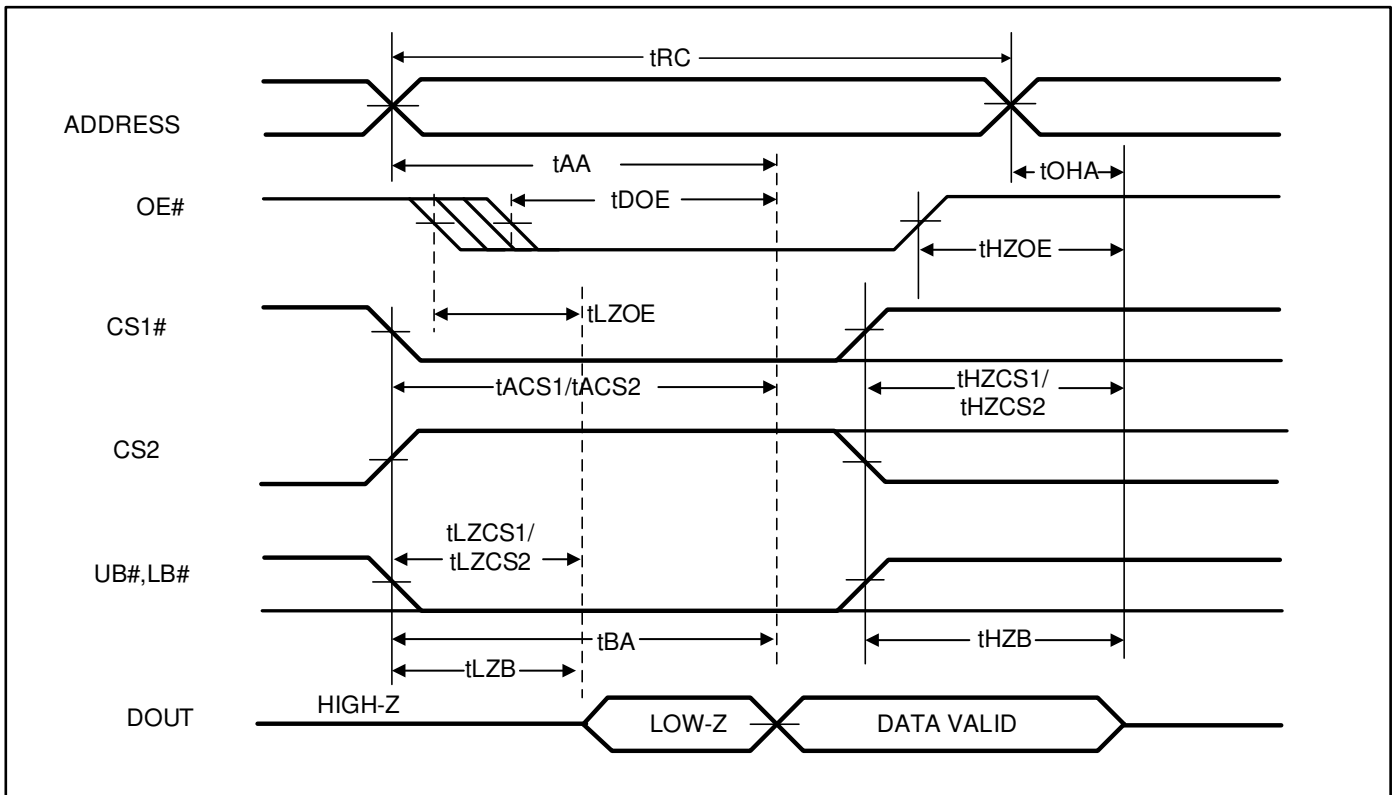 tRC
ADDRESS
tAA
tOHA
OE#
tDOE
tHZOE
tLZOE
CS1#
tACS1/tACS2
tHZCS1/
tHZCS2
CS2
tLZCS1/
tLZCS2
UB#,LB#
tBA
tHZB
tLZB
HIGH-Z
DOUT
LOW-Z
DATA VALID